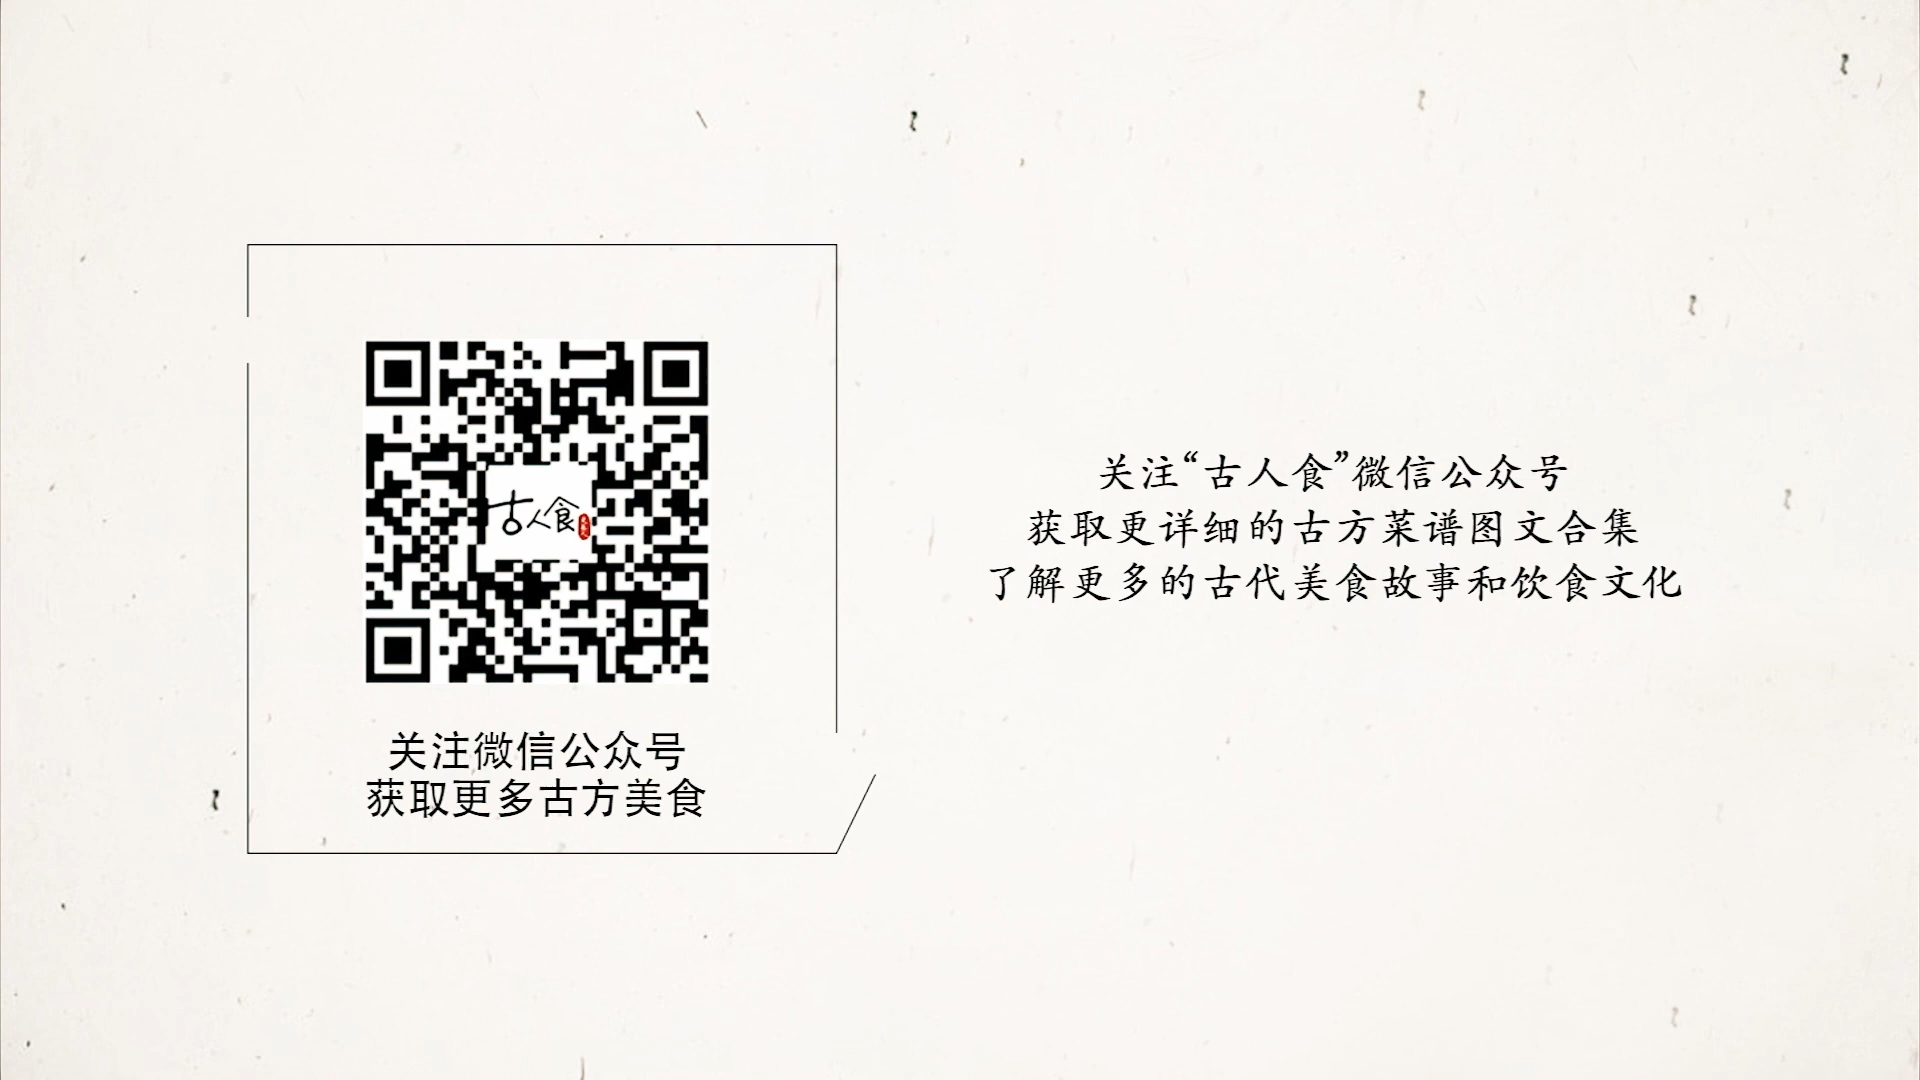 古人食
关注微信公众号
获取更多古方美食
关注“古人食”微信公众号
获取更详细的古方菜谱图文合集
了解更多的古代美食故事和饮食文化